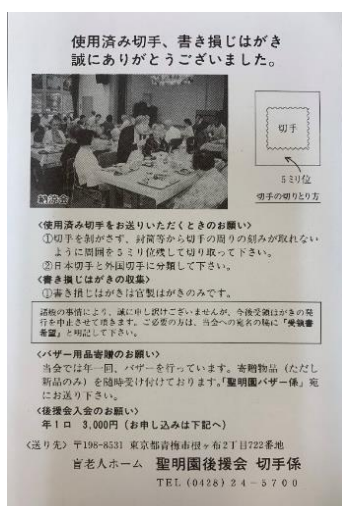 使用済み切手、書き損じはがき
誠にありがとうございました。
納涼会
切手
5ミリ位
切手の切りとり方
<使用済み切手をお送りいただくときのお願い>
①切手を剝がさず、封筒等から切手の周りの刻みが取れない
ように周囲を5ミリ位残して切り取って下さい。
②日本切手と外国切手に分類して下さい。
<書き損じはがきの収集>
①書き損じはがきは官製はがきのみです。
諸般の事情により、誠に申し訳ございませんが、今後受領はがきの発
行を中止させて頂きます。ご必要の方は、当会への宛名の隣に「受領書
希望」と明記して下さい。
<バザー用品寄贈のお願い>
当会では年一回、バザーを行っています。寄贈物品(ただし
新品のみ)を随時受け付けております。「聖明園バザー係」宛
にお送り下さい。
<後援会入会のお願い>
年1口 3,000円(お申し込みは下記へ)
<送り先> 〒198-8531 東京都青梅市根ヶ布2丁目722番地
盲老人ホーム 聖明園後援会 切手係
TEL (0428) 24-5700